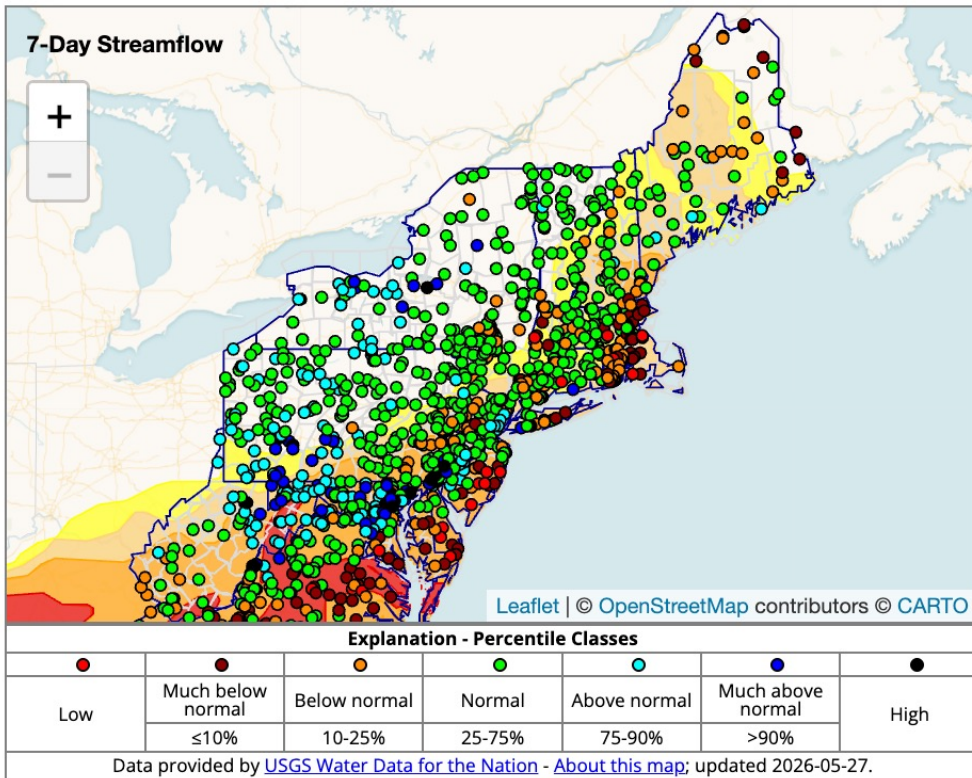 7-Day Streamflow
+
−
Leaflet | © OpenStreetMap contributors © CARTO
Explanation - Percentile Classes
Low
Much below normal
Below normal
Normal
Above normal
Much above normal
High
≤10%
10-25%
25-75%
75-90%
>90%
Data provided by USGS Water Data for the Nation - About this map; updated 2026-05-27.